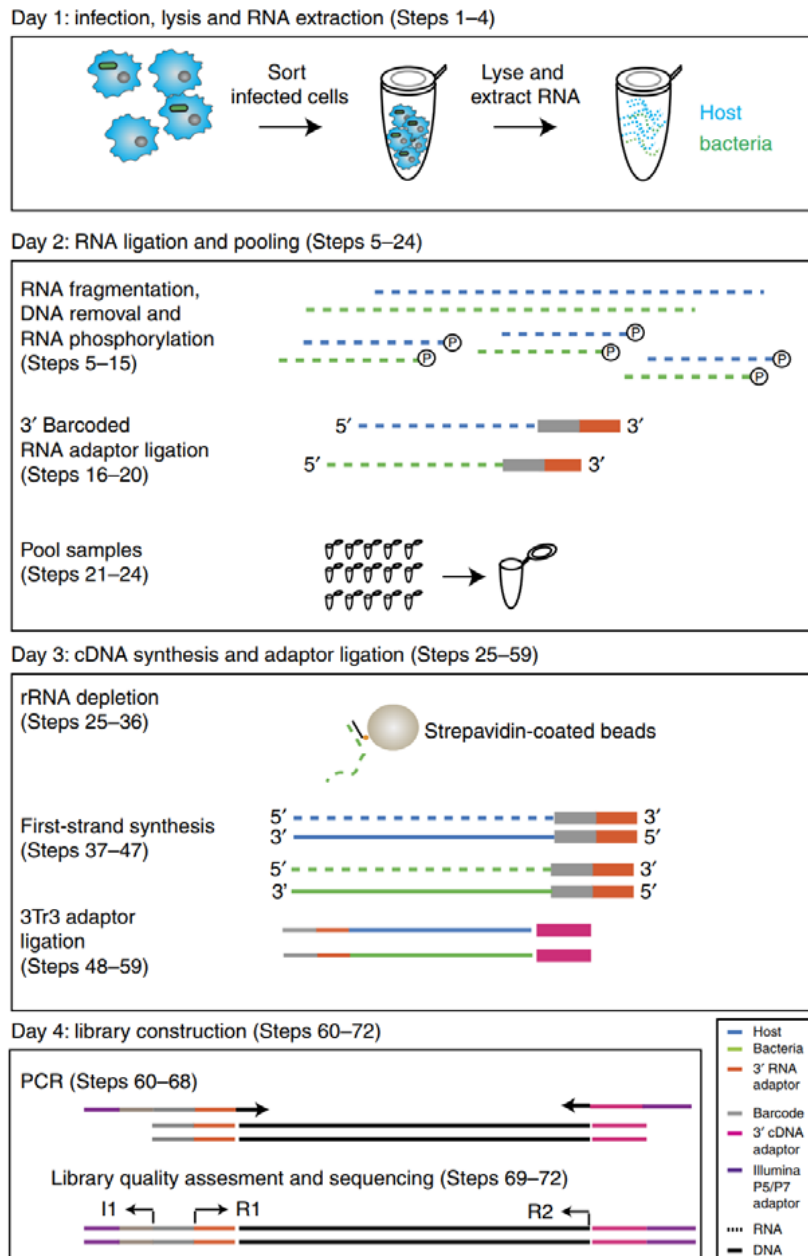 Day 1: infection, lysis and RNA extraction (Steps 1–4)
Sort
infected cells
Lyse and
extract RNA
Host
bacteria
Day 2: RNA ligation and pooling (Steps 5–24)
RNA fragmentation,
DNA removal and
RNA phosphorylation
(Steps 5–15)
P
P
P
P
P
P
3′ Barcoded
RNA adaptor ligation
(Steps 16–20)
5′ 3′
5′ 3′
Pool samples
(Steps 21–24)
Day 3: cDNA synthesis and adaptor ligation (Steps 25–59)
rRNA depletion
(Steps 25–36)
Strepavidin-coated beads
First-strand synthesis
(Steps 37–47)
5′ 3′
3′ 5′
5′ 3′
3' 5′
3Tr3 adaptor
ligation
(Steps 48–59)
Day 4: library construction (Steps 60–72)
PCR (Steps 60–68)
Library quality assesment and sequencing (Steps 69–72)
I1 R1 R2
Host
Bacteria
3′ RNA
adaptor
Barcode
3′ cDNA
adaptor
Illumina
P5/P7
adaptor
RNA
DNA